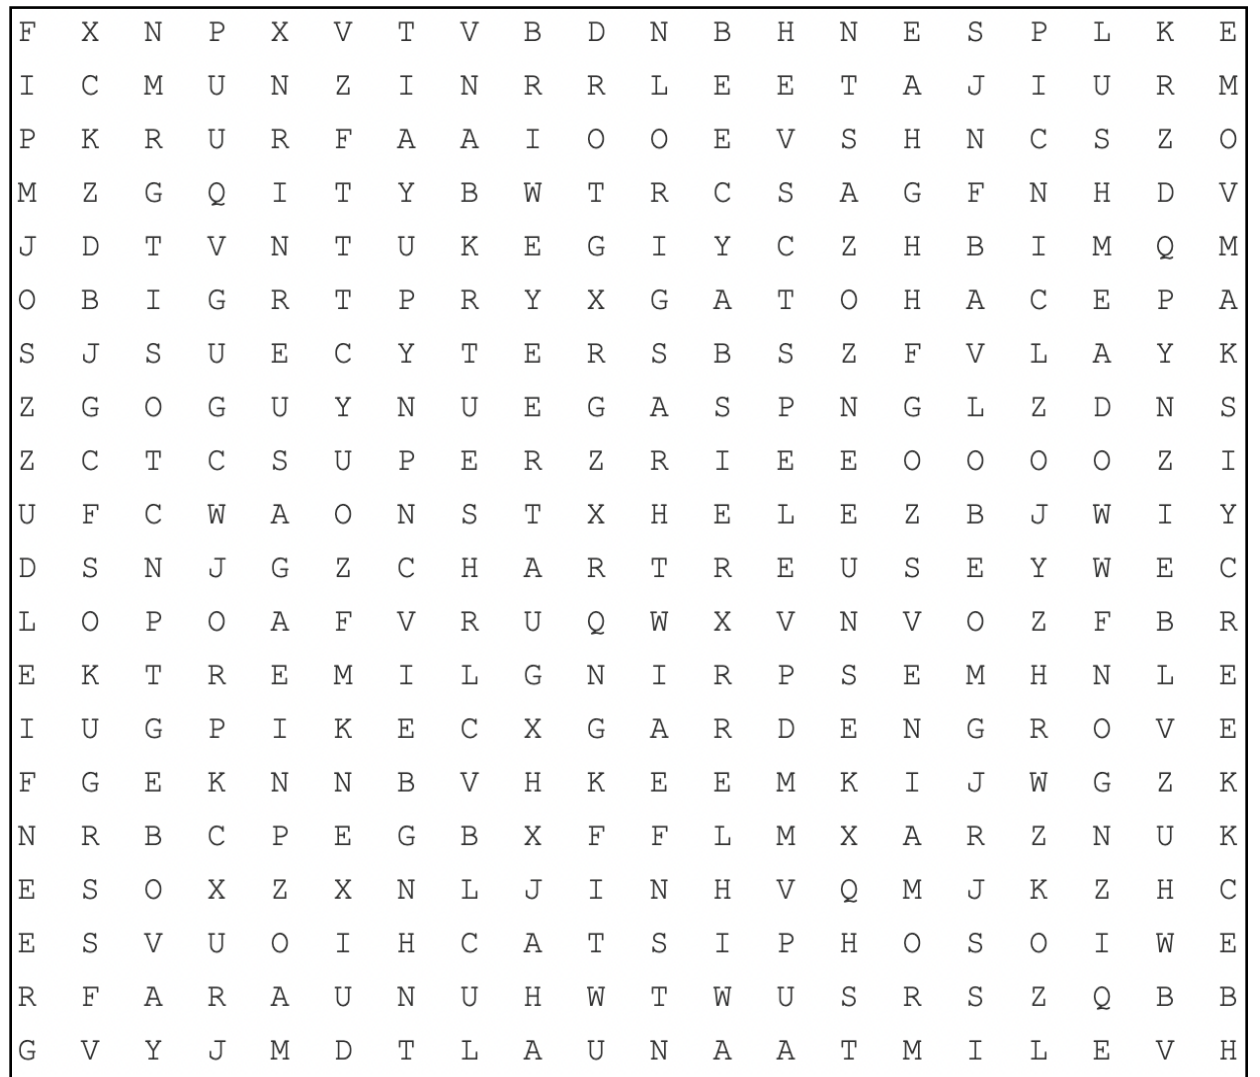 F X N P X V T V B D N B H N E S P L K E
I C M U N Z I N R R L E E T A J I U R M
P K R U R F A A I O O E V S H N C S Z O
M Z G Q I T Y B W T R C S A G F N H D V
J D T V N T U K E G I Y C Z H B I M Q M
O B I G R T P R Y X G A T O H A C E P A
S J S U E C Y T E R S B S Z F V L A Y K
Z G O G U Y N U E G A S P N G L Z D N S
Z C T C S U P E R Z R I E E O O O O Z I
U F C W A O N S T X H E L E Z B J W I Y
D S N J G Z C H A R T R E U S E Y W E C
L O P O A F V R U Q W X V N V O Z F B R
E K T R E M I L G N I R P S E M H N L E
I U G P I K E C X G A R D E N G R O V E
F G E K N N B V H K E E M K I J W G Z K
N R B C P E G B X F F L M X A R Z N U K
E S O X Z X N L J I N H V Q M J K Z H C
E S V U O I H C A T S I P H O S O I W E
R F A R A U N U H W T W U S R S Z Q B B
G V Y J M D T L A U N A A T M I L E V H